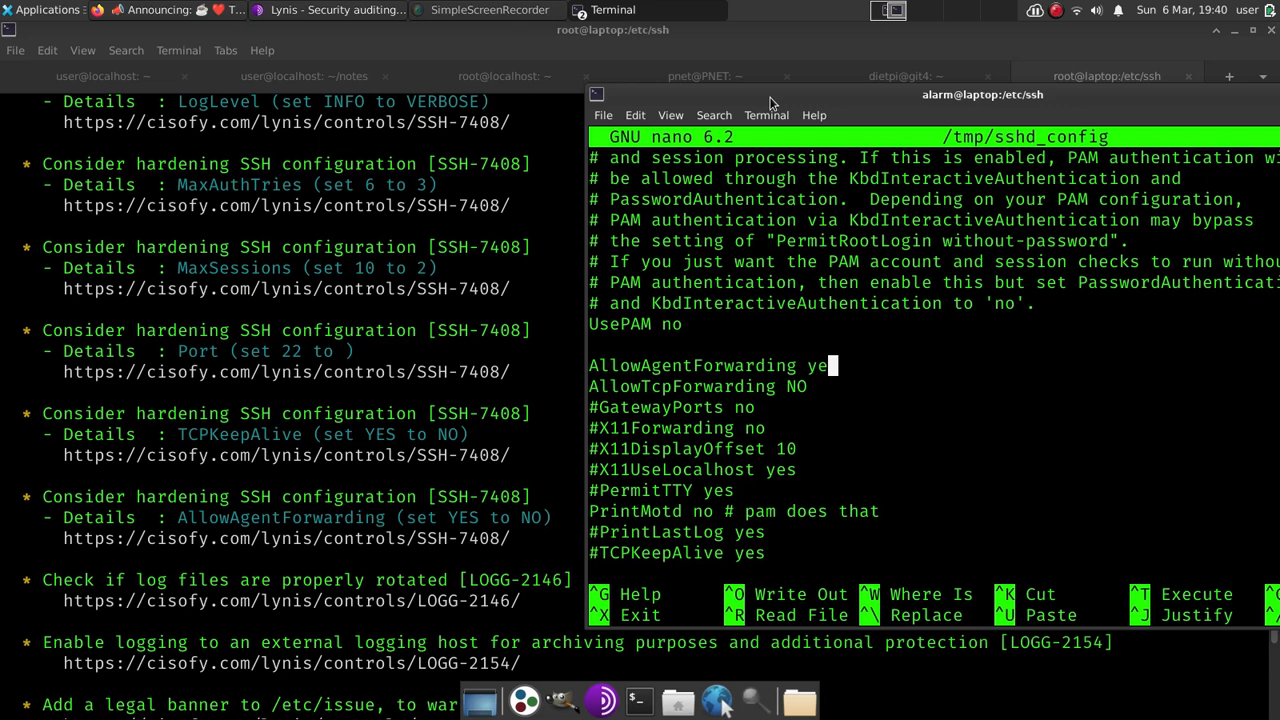 Applications Announcing: ☕ ❤️ T... Lynis - Security auditing... SimpleScreenRecorder 2 Terminal Sun 6 Mar, 19:40 user
root@laptop:/etc/ssh
File Edit View Search Terminal Tabs Help
user@localhost: ~ user@localhost: ~/notes root@localhost: ~ pnet@PNET: ~ dietpi@git4: ~ root@laptop:/etc/ssh
- Details : LogLevel (set INFO to VERBOSE)
https://cisofy.com/lynis/controls/SSH-7408/
* Consider hardening SSH configuration [SSH-7408]
- Details : MaxAuthTries (set 6 to 3)
https://cisofy.com/lynis/controls/SSH-7408/
* Consider hardening SSH configuration [SSH-7408]
- Details : MaxSessions (set 10 to 2)
https://cisofy.com/lynis/controls/SSH-7408/
* Consider hardening SSH configuration [SSH-7408]
- Details : Port (set 22 to )
https://cisofy.com/lynis/controls/SSH-7408/
* Consider hardening SSH configuration [SSH-7408]
- Details : TCPKeepAlive (set YES to NO)
https://cisofy.com/lynis/controls/SSH-7408/
* Consider hardening SSH configuration [SSH-7408]
- Details : AllowAgentForwarding (set YES to NO)
https://cisofy.com/lynis/controls/SSH-7408/
* Check if log files are properly rotated [LOGG-2146]
https://cisofy.com/lynis/controls/LOGG-2146/
* Enable logging to an external logging host for archiving purposes and additional protection [LOGG-2154]
https://cisofy.com/lynis/controls/LOGG-2154/
* Add a legal banner to /etc/issue, to war
alarm@laptop:/etc/ssh
File Edit View Search Terminal Help
GNU nano 6.2 /tmp/sshd_config
# and session processing. If this is enabled, PAM authentication wi
# be allowed through the KbdInteractiveAuthentication and
# PasswordAuthentication.  Depending on your PAM configuration,
# PAM authentication via KbdInteractiveAuthentication may bypass
# the setting of "PermitRootLogin without-password".
# If you just want the PAM account and session checks to run witho
# PAM authentication, then enable this but set PasswordAuthenticati
# and KbdInteractiveAuthentication to 'no'.
UsePAM no
AllowAgentForwarding ye
AllowTcpForwarding NO
#GatewayPorts no
#X11Forwarding no
#X11DisplayOffset 10
#X11UseLocalhost yes
#PermitTTY yes
PrintMotd no # pam does that
#PrintLastLog yes
#TCPKeepAlive yes
^G Help ^O Write Out ^W Where Is ^K Cut ^T Execute
^X Exit ^R Read File ^\ Replace ^U Paste ^J Justify